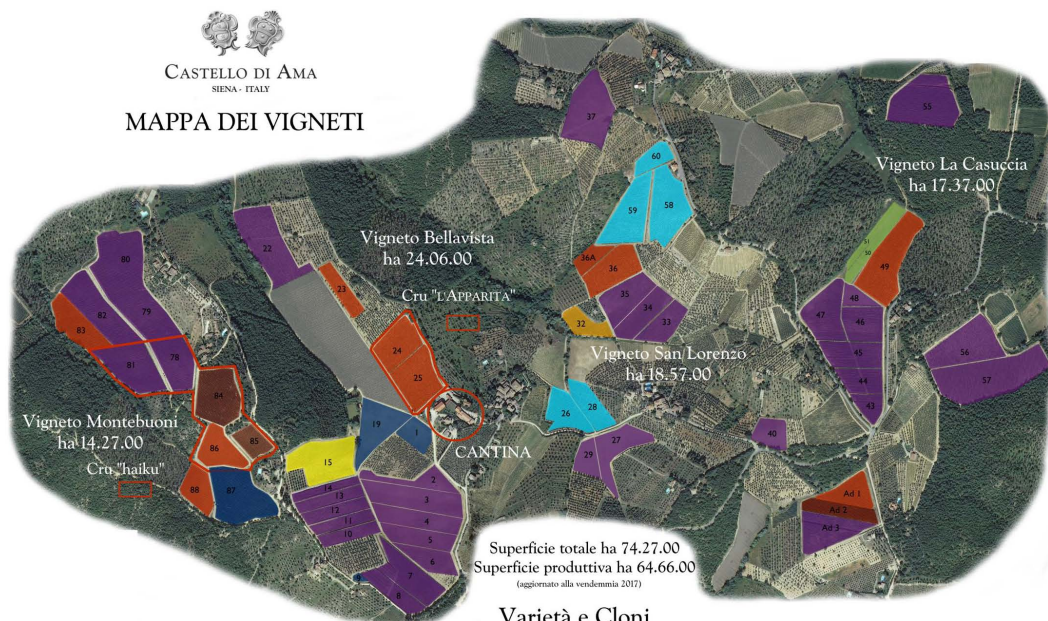 CASTELLO DI AMA
SIENA - ITALY
MAPPA DEI VIGNETI
37
55
60
59
58
Vigneto La Casuccia
ha 17.37.00
22
Vigneto Bellavista
ha 24.06.00
80
36A
36
51
50
49
23
Cru "L'APPARITA"
82
79
83
35
34
33
32
47
48
46
24
25
81
78
Vigneto San Lorenzo
ha 18.57.00
45
44
43
56
57
84
Vigneto Montebuoni
ha 14.27.00
Cru "haiku"
86
85
19
1
26
28
27
29
40
CANTINA
15
88
87
14
13
12
11
10
2
3
4
5
6
7
8
9
Ad 1
Ad 2
Ad 3
Superficie totale ha 74.27.00
Superficie produttiva ha 64.66.00
(aggiornato alla vendemmia 2017)
Varietà e Cloni